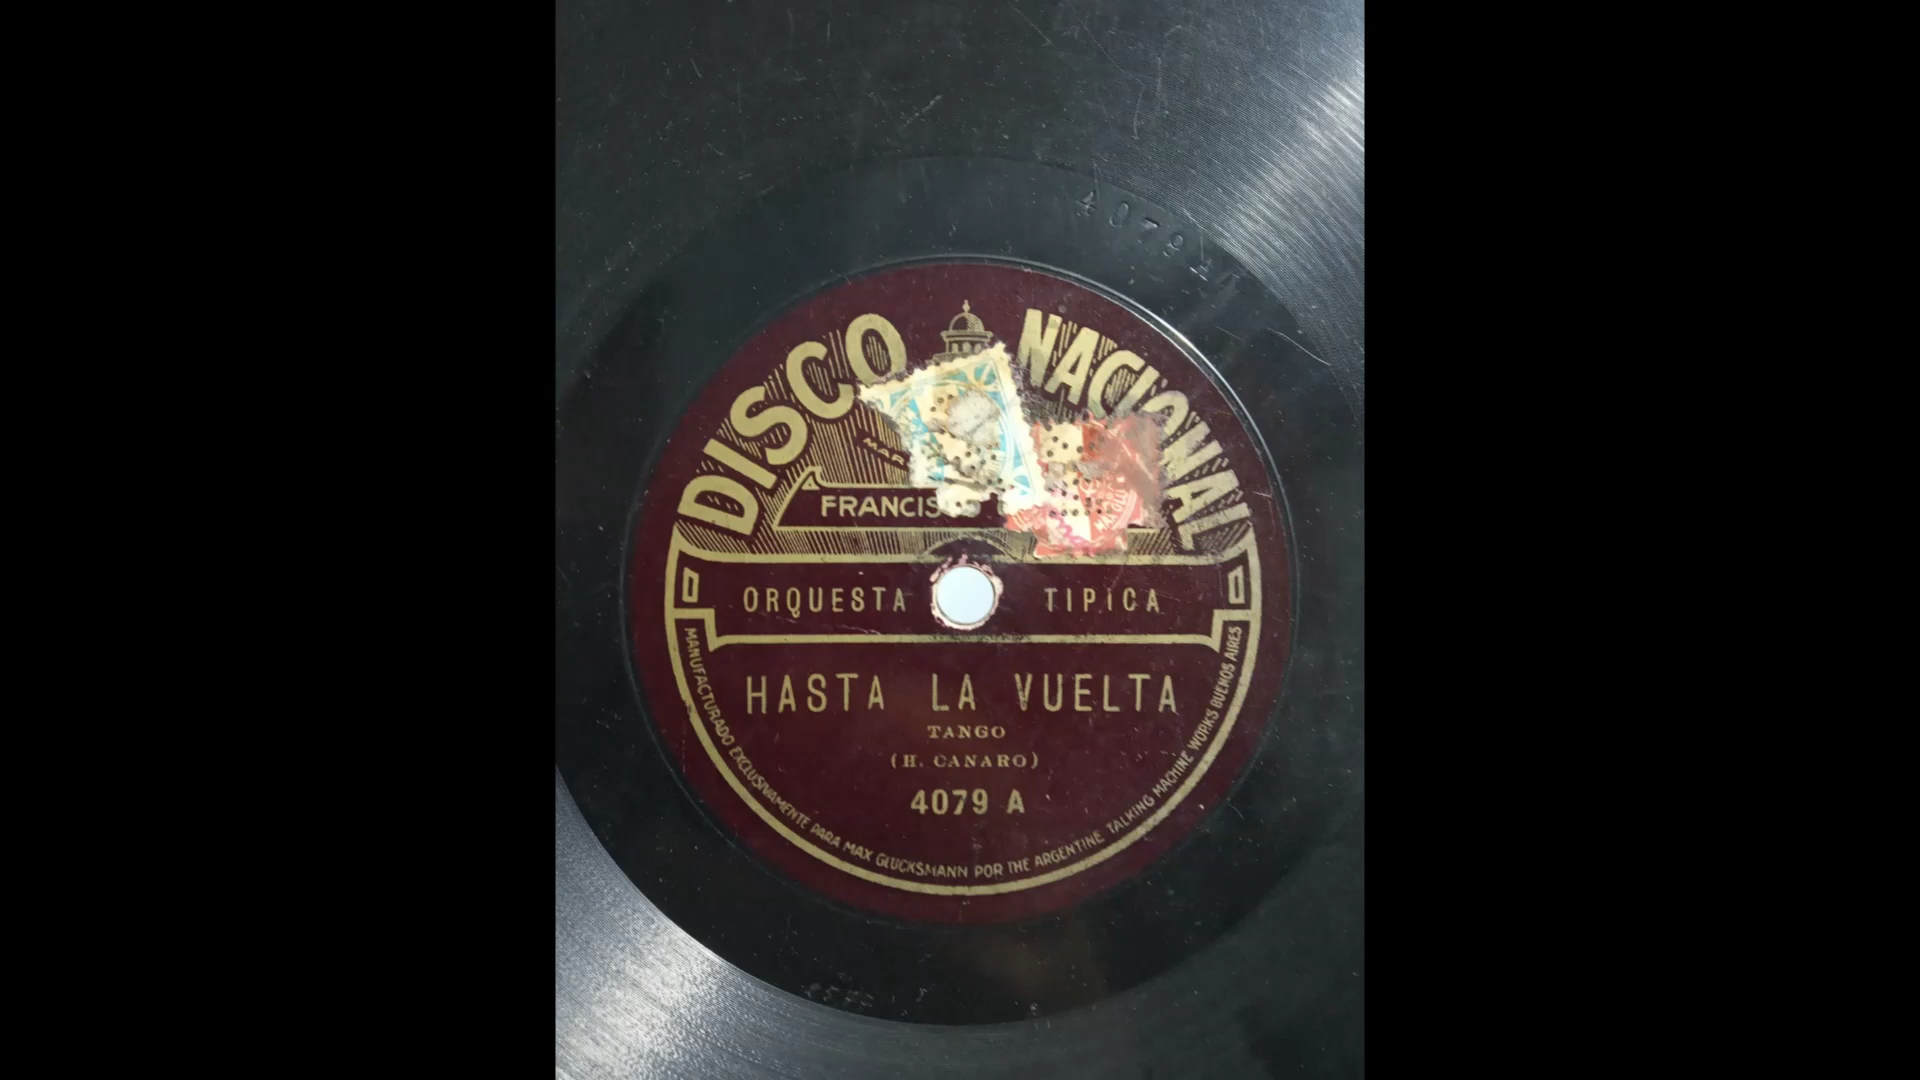 4079 A
DISCO NACIONAL
MAR
FRANCIS
ORQUESTA TIPICA
HASTA LA VUELTA
TANGO
(H. CANARO)
4079 A
MANUFACTURADO EXCLUSIVAMENTE PARA MAX GLUCKSMANN POR THE ARGENTINE TALKING MACHINE WORKS BUENOS AIRES